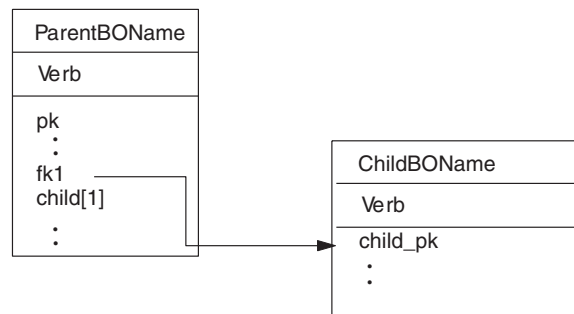 ParentBOName
Verb
pk
fk1
child[1]
ChildBOName
Verb
child_pk